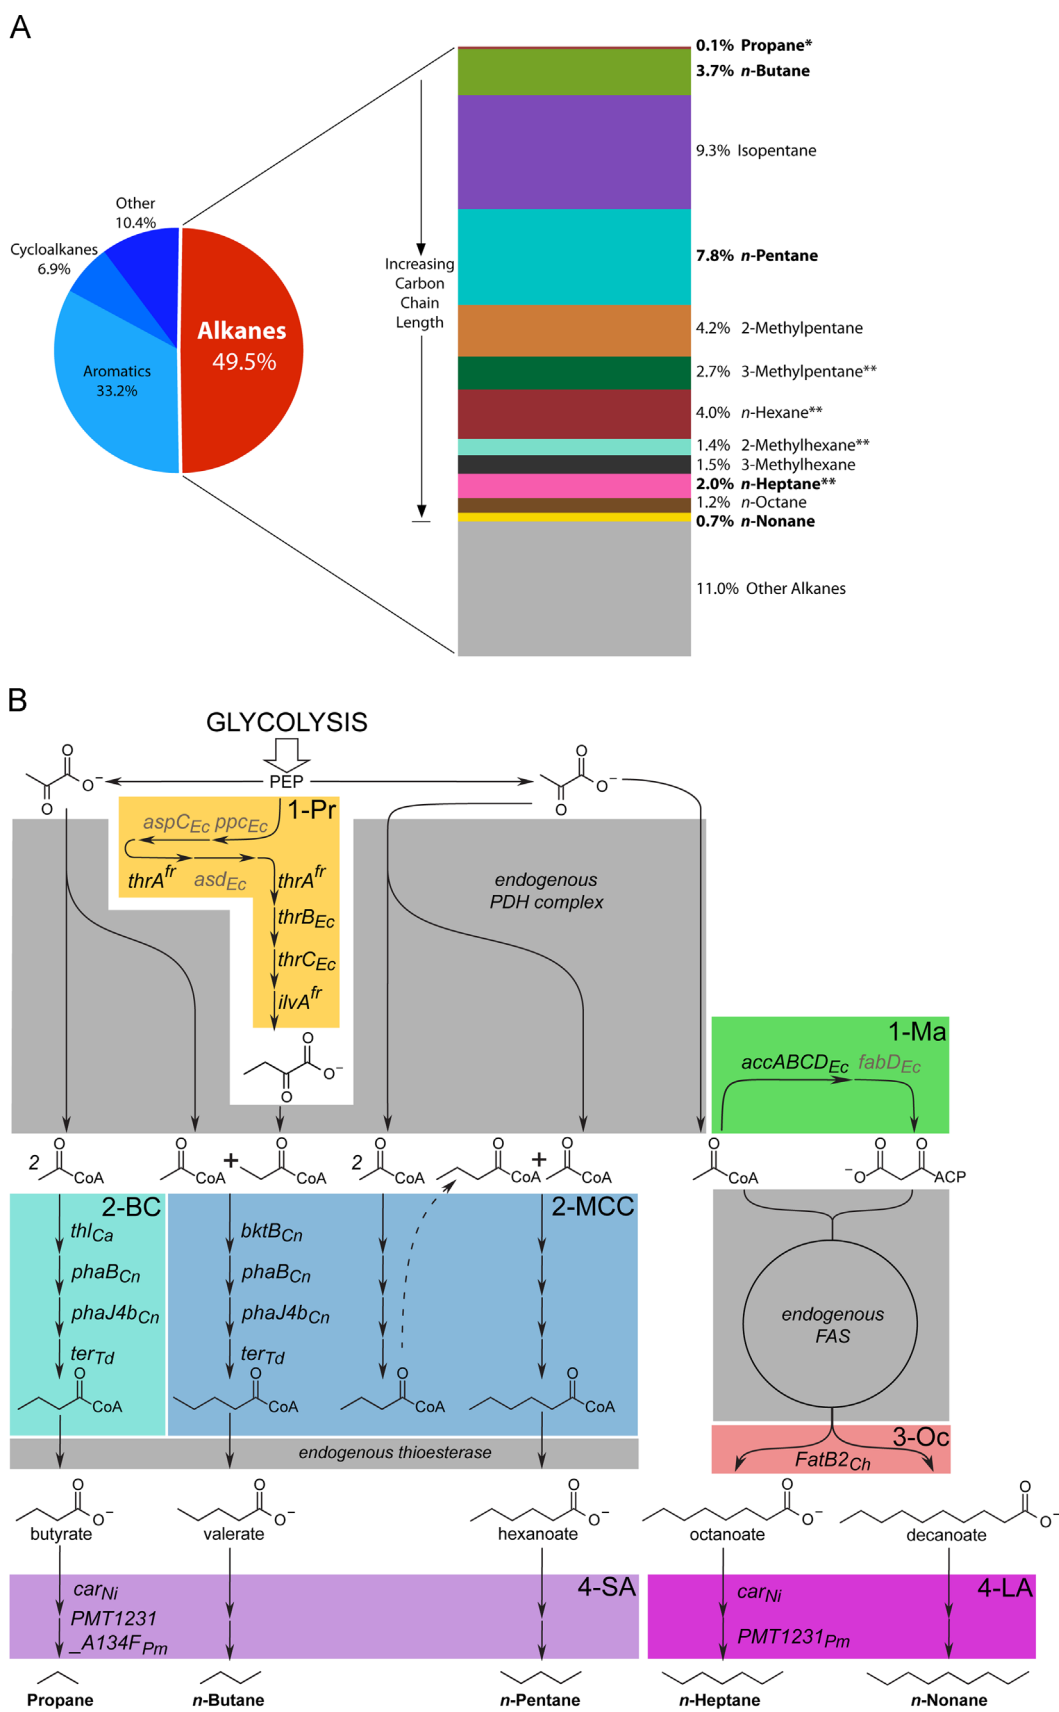 A
0.1% Propane*
3.7% n-Butane
9.3% Isopentane
7.8% n-Pentane
4.2% 2-Methylpentane
2.7% 3-Methylpentane**
4.0% n-Hexane**
1.4% 2-Methylhexane**
1.5% 3-Methylhexane
2.0% n-Heptane**
1.2% n-Octane
0.7% n-Nonane
11.0% Other Alkanes
Increasing
Carbon
Chain
Length
Other
10.4%
Cycloalkanes
6.9%
Aromatics
33.2%
Alkanes
49.5%
B
GLYCOLYSIS
PEP
O
O
O−
O
O
O−
1-Pr
aspCEc ppcEc
thrAfr
asdEc
thrAfr
thrBEc
thrCEc
ilvAfr
O
O−
O
endogenous
PDH complex
1-Ma
accABCDEc fabDEc
2
O
CoA
O
CoA
+
O
CoA
2
O
CoA
O
CoA
+
O
CoA
O
CoA
O
−O
O
ACP
2-BC
thlCa
phaBCn
phaJ4bCn
terTd
O
CoA
2-MCC
bktBCn
phaBCn
phaJ4bCn
terTd
O
CoA
O
CoA
O
CoA
endogenous
FAS
endogenous thioesterase
3-Oc
FatB2Ch
O
O−
butyrate
O
O−
valerate
O
O−
hexanoate
O
O−
octanoate
O
O−
decanoate
4-SA
carNi
PMT1231
_A134FPm
4-LA
carNi
PMT1231Pm
Propane
n-Butane
n-Pentane
n-Heptane
n-Nonane